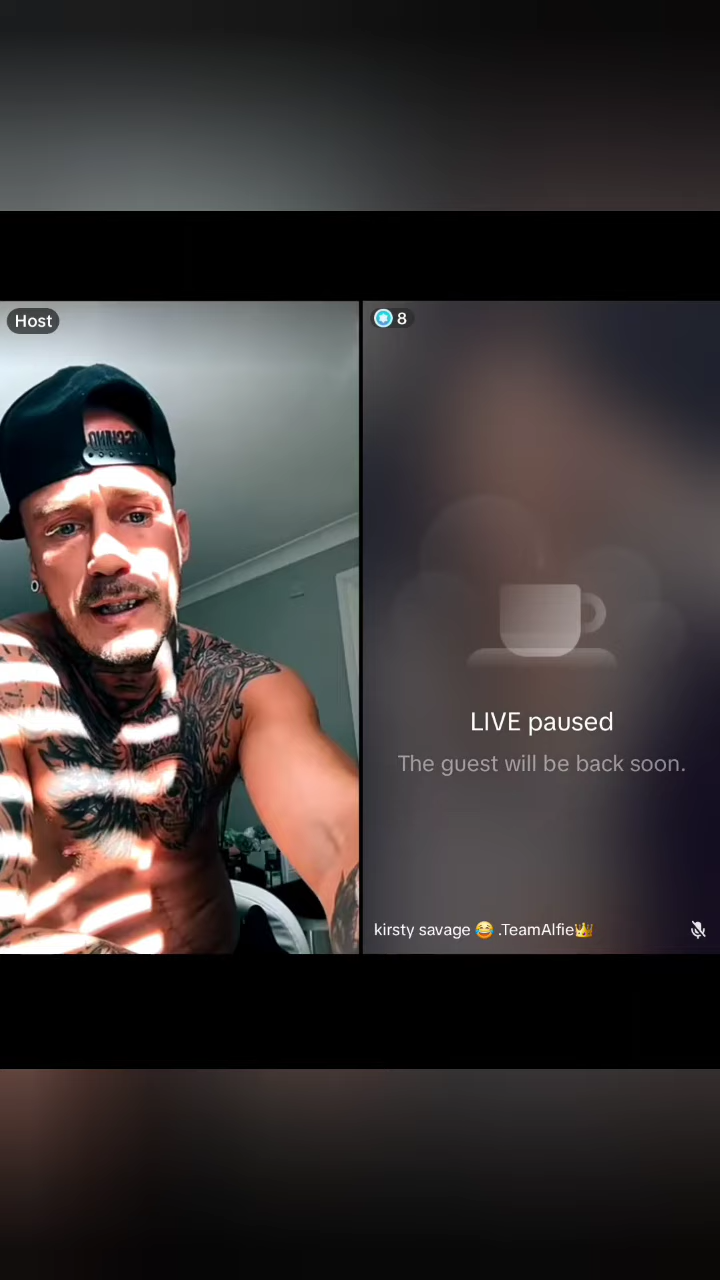 Host
8
LIVE paused
The guest will be back soon.
kirsty savage 😂 .TeamAlfie👑